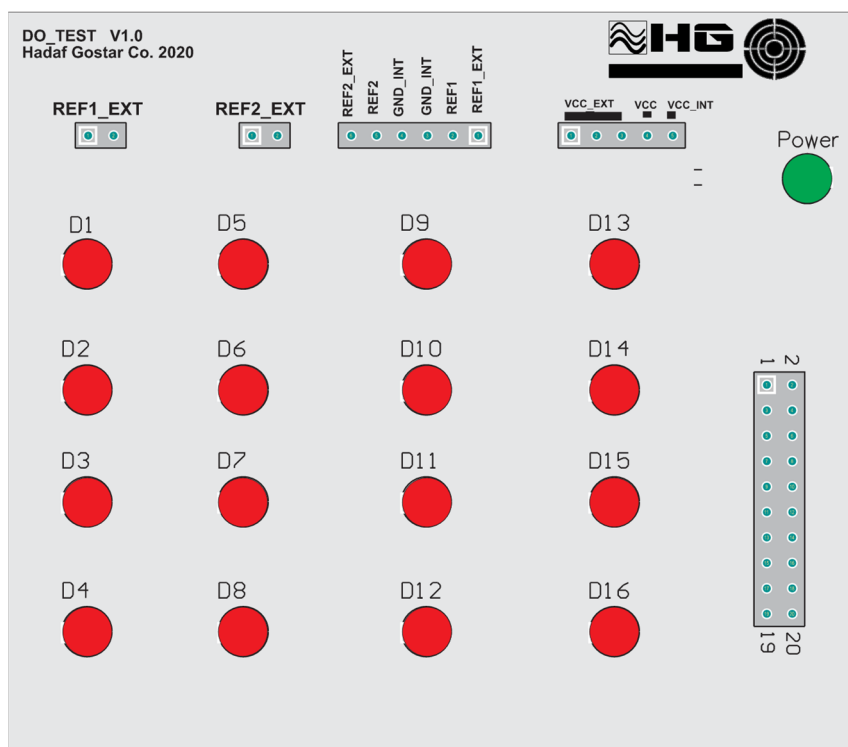 DO_TEST V1.0
Hadaf Gostar Co. 2020
HG
REF1_EXT
REF2_EXT
REF2_EXT
REF2
GND_INT
GND_INT
REF1
REF1_EXT
VCC_EXT
VCC
VCC_INT
Power
D1
D5
D9
D13
D2
D6
D10
D14
1
2
D3
D7
D11
D15
D4
D8
D12
D16
19
20